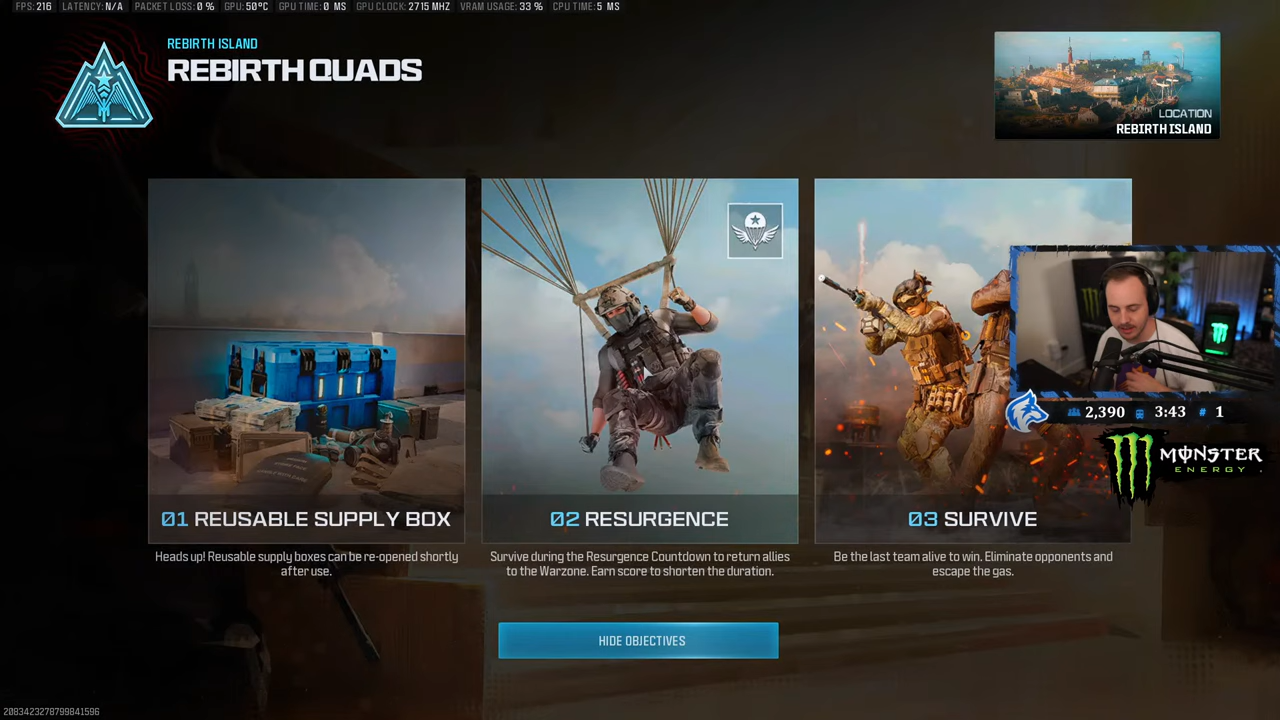 FPS: 216 LATENCY: N/A PACKET LOSS: 0 % GPU: 50°C GPU TIME: 0 MS GPU CLOCK: 2715 MHZ VRAM USAGE: 33 % CPU TIME: 5 MS
REBIRTH ISLAND
REBIRTH QUADS
LOCATION
REBIRTH ISLAND
01 REUSABLE SUPPLY BOX
Heads up! Reusable supply boxes can be re-opened shortly
after use.
02 RESURGENCE
Survive during the Resurgence Countdown to return allies
to the Warzone. Earn score to shorten the duration.
03 SURVIVE
Be the last team alive to win. Eliminate opponents and
escape the gas.
2,390 3:43 # 1
MONSTER
ENERGY
HIDE OBJECTIVES
2083423278799841596